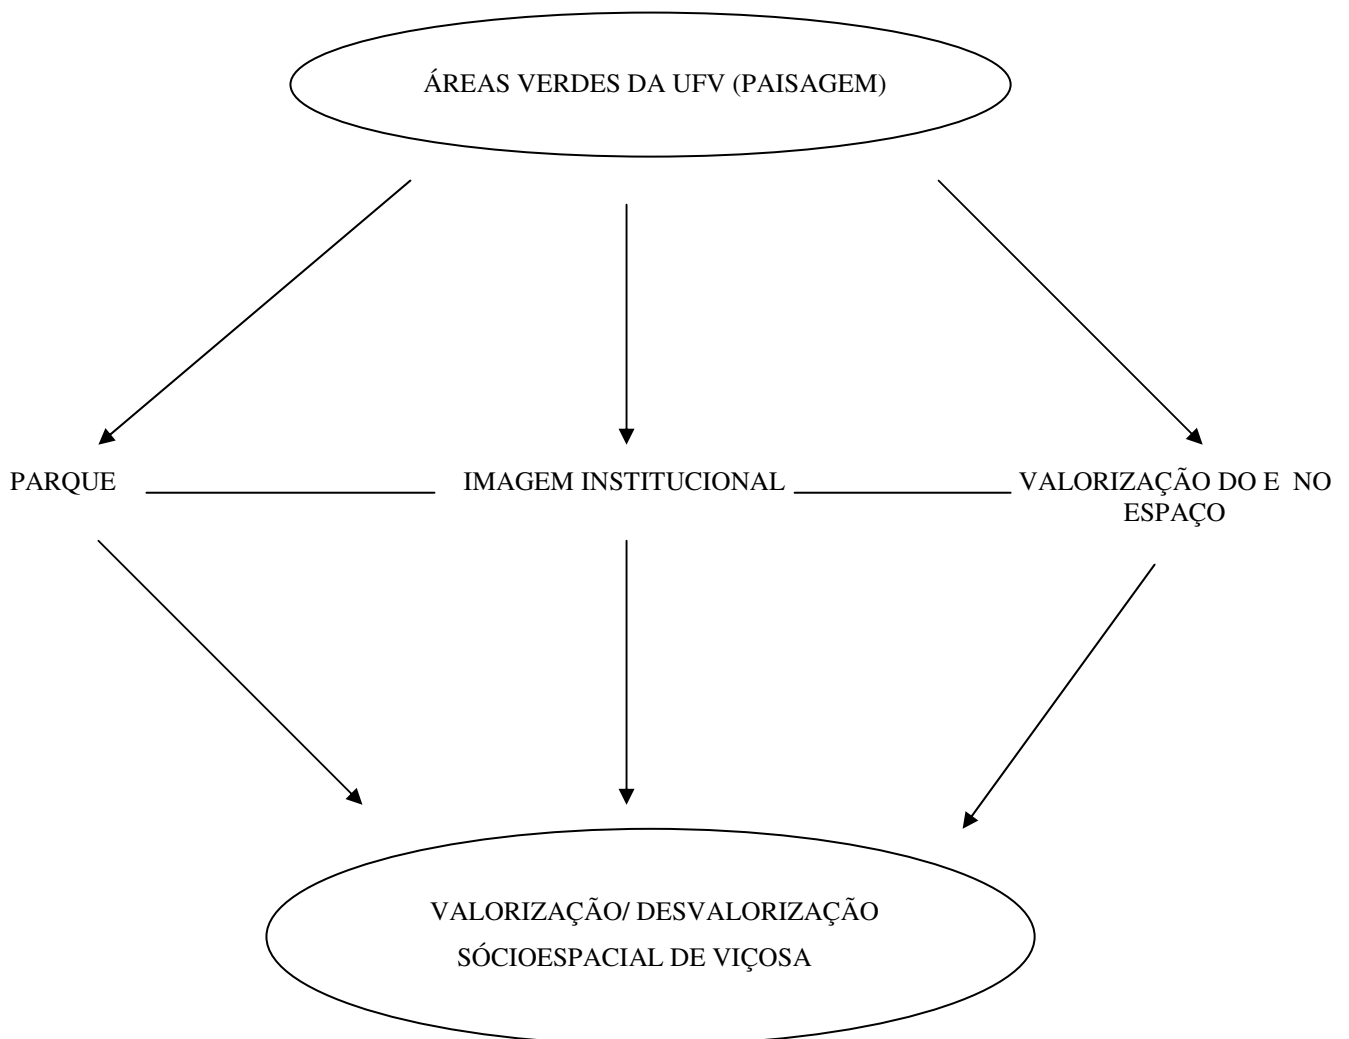 ÁREAS VERDES DA UFV (PAISAGEM)
PARQUE
IMAGEM INSTITUCIONAL
VALORIZAÇÃO DO E NO
ESPAÇO
VALORIZAÇÃO/ DESVALORIZAÇÃO
SÓCIOESPACIAL DE VIÇOSA